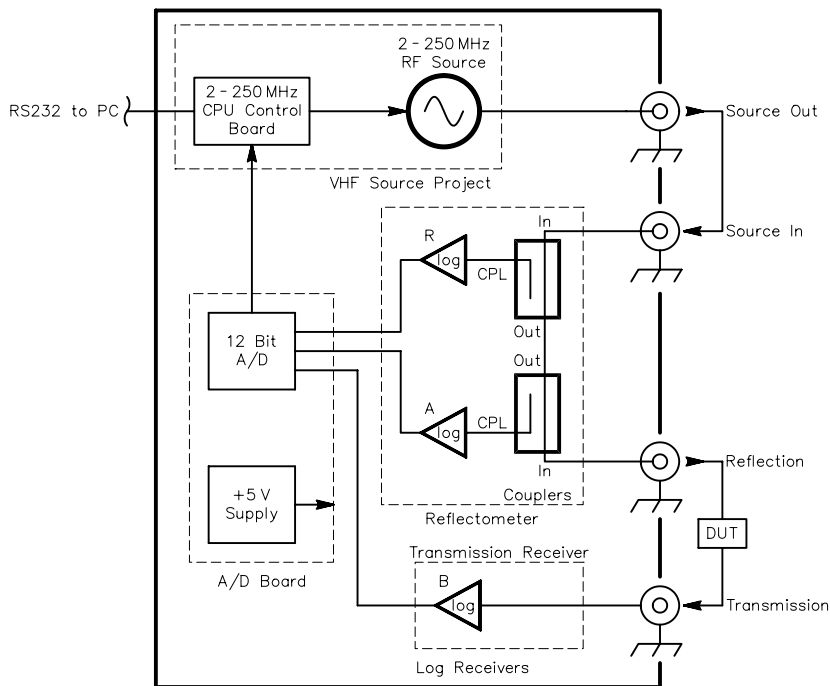 2 - 250 MHz
RF Source
2 - 250 MHz
CPU Control
Board
RS232 to PC
Source Out
VHF Source Project
In
Source In
R
log
CPL
Out
12 Bit
A/D
Out
A
log
CPL
In
Reflection
Couplers
+5 V
Supply
Reflectometer
DUT
Transmission Receiver
A/D Board
B
log
Transmission
Log Receivers